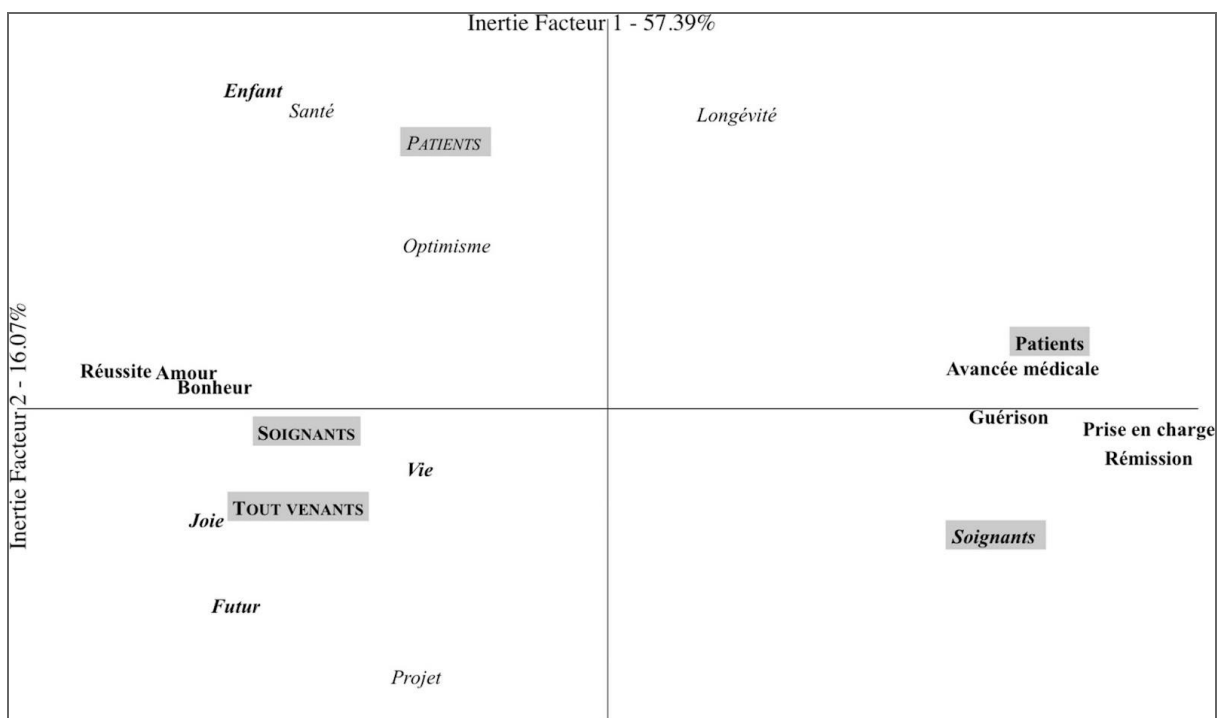 Inertie Facteur 1 - 57.39%
Enfant
Santé
Longévité
PATIENTS
Optimisme
Inertie Facteur 2 - 16.07%
Patients
Réussite Amour
Avancée médicale
Bonheur
Guérison
SOIGNANTS
Prise en charge
Rémission
Vie
TOUT VENANTS
Joie
Soignants
Futur
Projet